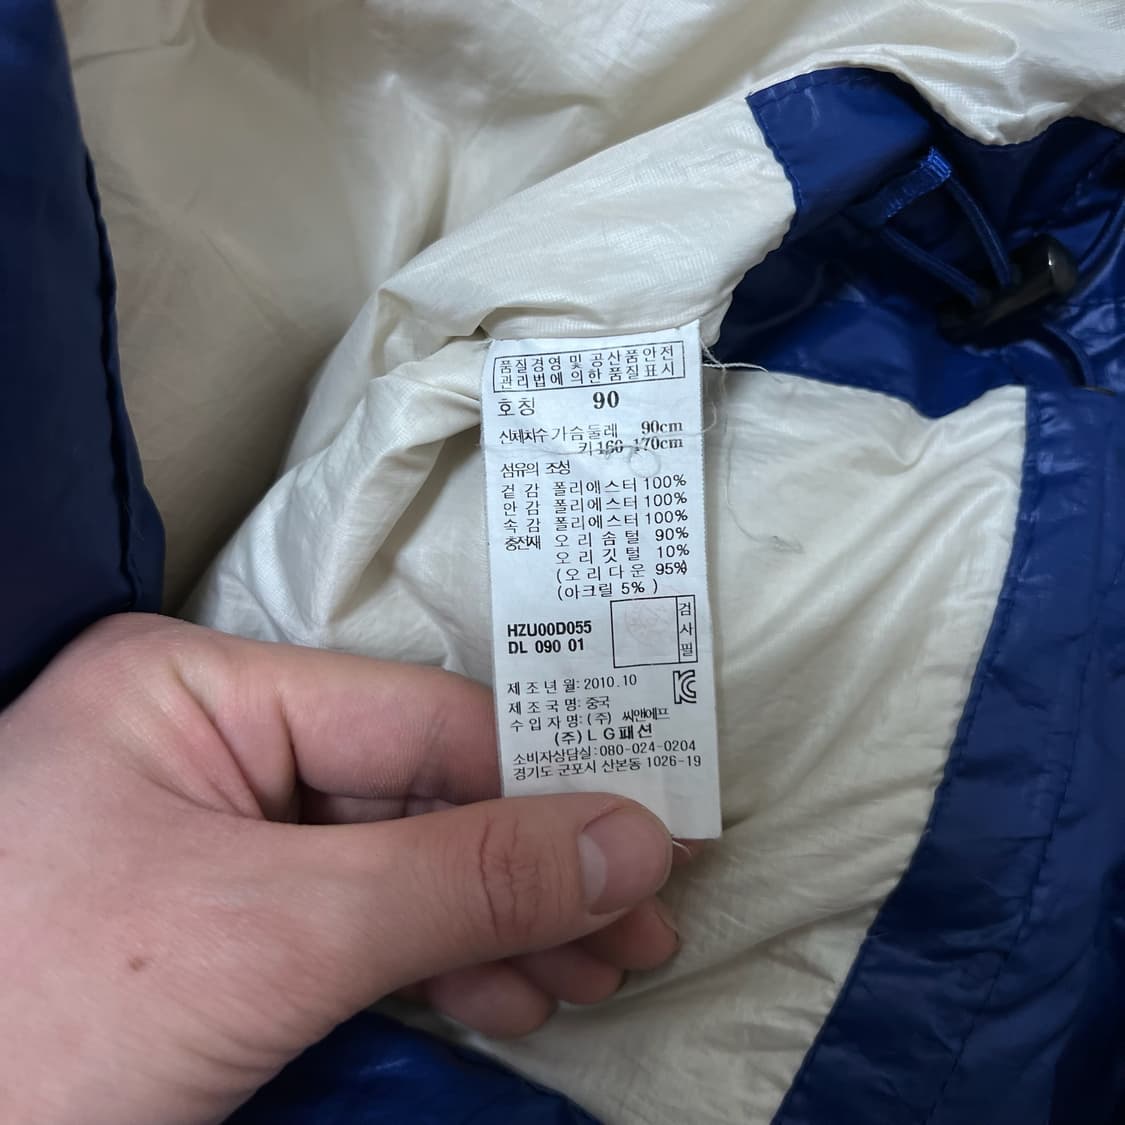 품질경영 및 공산품안전
관리법에 의한 품질표시
호칭 90
신체치수 가슴둘레 90cm
키 160-170cm
섬유의 조성
겉감 폴리에스터 100%
안감 폴리에스터 100%
속감 폴리에스터 100%
충전재 오리솜털 90%
오리깃털 10%
(오리다운 95%)
(아크릴 5% )
HZU00D055
DL 090 01
검사필
제조년월: 2010.10
제조국명: 중국
수입자명: (주) 씨앤에프
(주) L G 패션
소비자상담실: 080-024-0204
경기도 군포시 산본동 1026-19